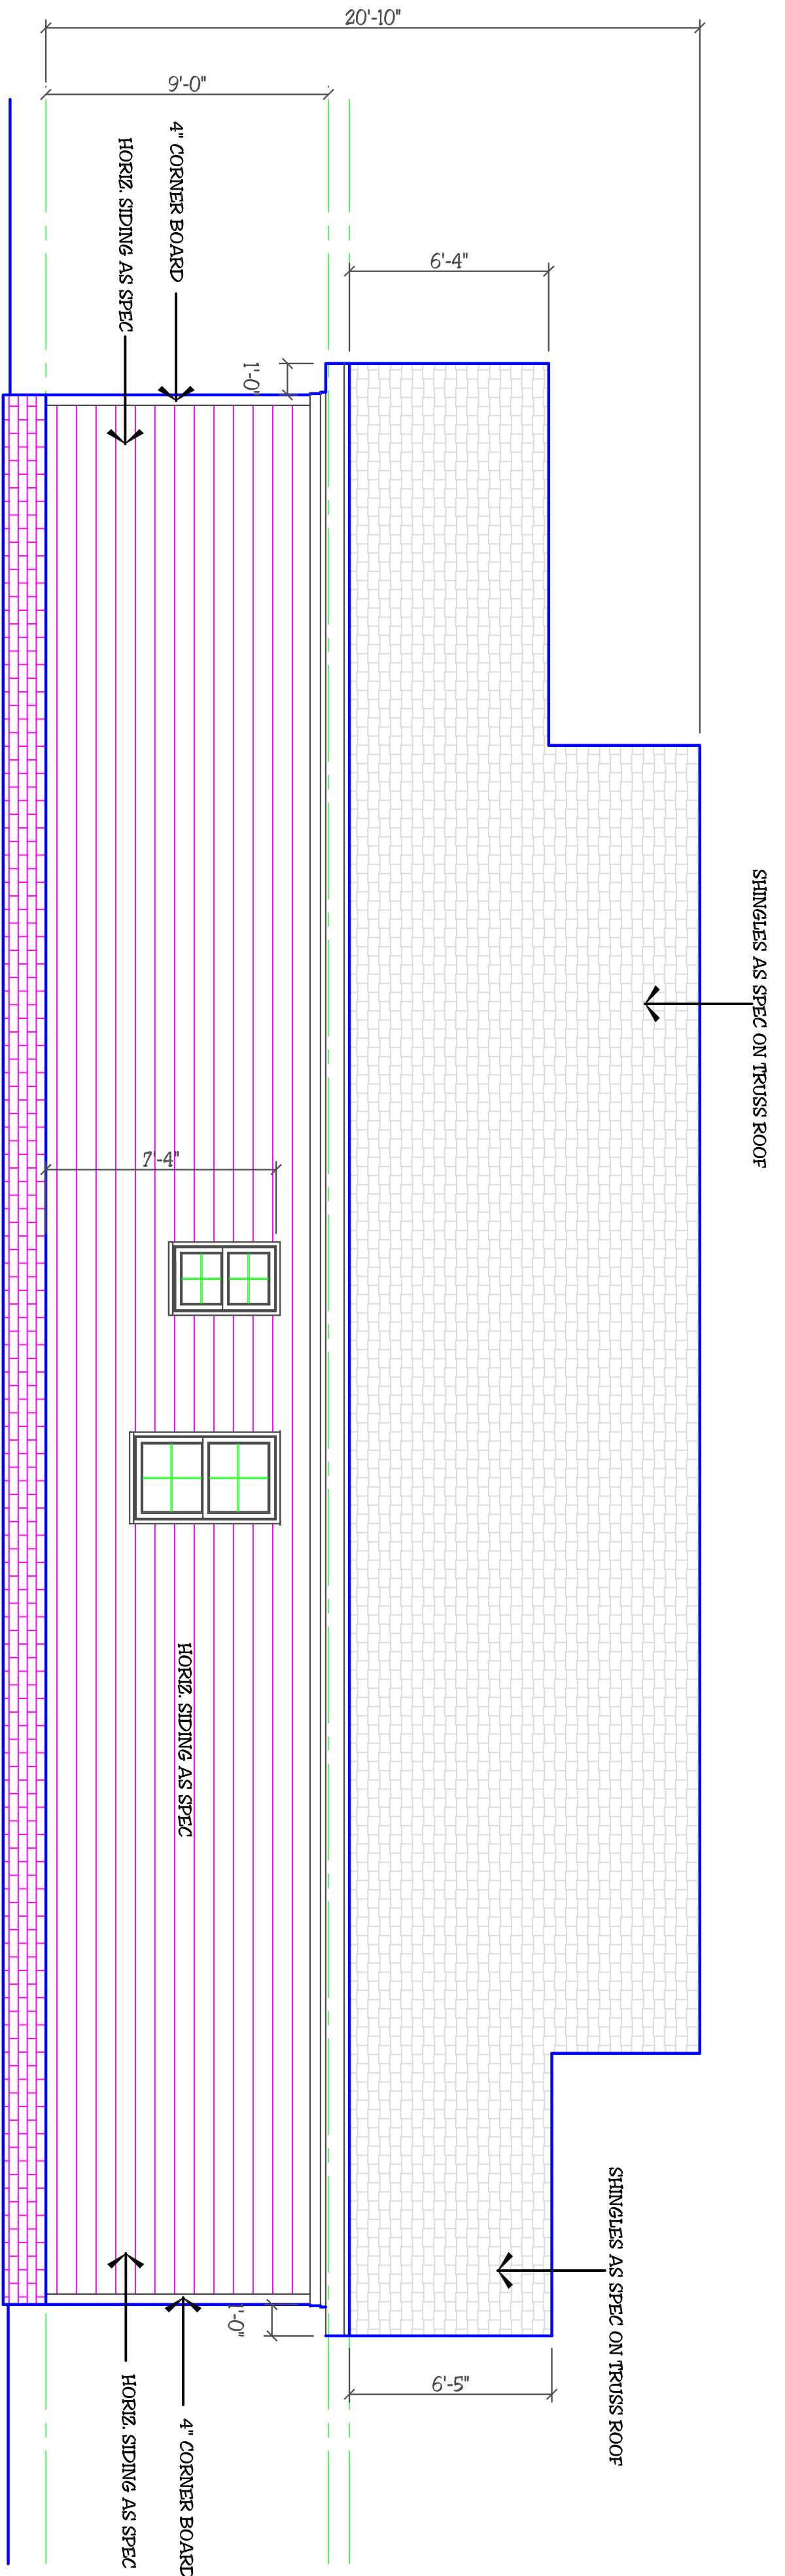 20'-10"
9'-0"
4" CORNER BOARD
HORIZ. SIDING AS SPEC
6'-4"
1'-0"
SHINGLES AS SPEC ON TRUSS ROOF
7'-4"
HORIZ. SIDING AS SPEC
SHINGLES AS SPEC ON TRUSS ROOF
1'-0"
6'-5"
4" CORNER BOARD
HORIZ. SIDING AS SPEC